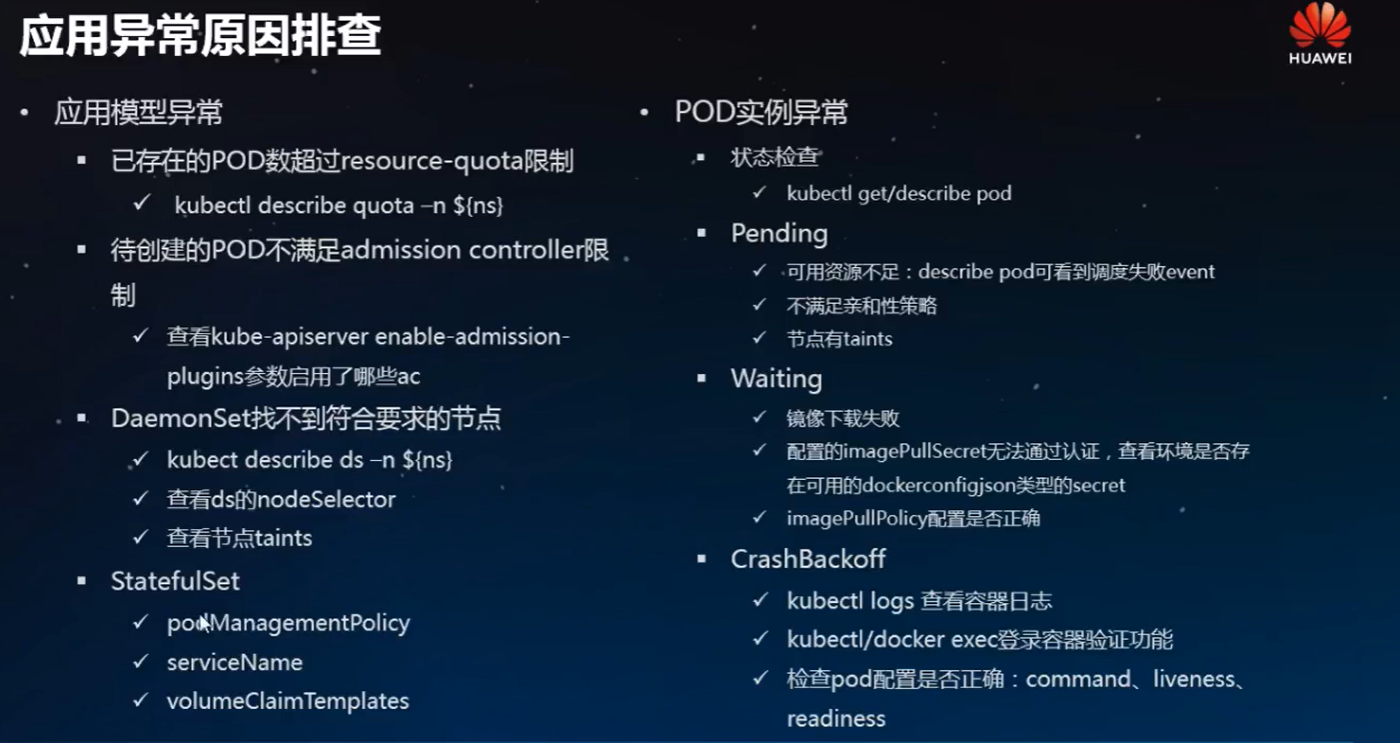 应用异常原因排查
HUAWEI
• 应用模型异常
▪ 已存在的POD数超过resource-quota限制
✓ kubectl describe quota –n ${ns}
▪ 待创建的POD不满足admission controller限
制
✓ 查看kube-apiserver enable-admission-
plugins参数启用了哪些ac
▪ DaemonSet找不到符合要求的节点
✓ kubect describe ds –n ${ns}
✓ 查看ds的nodeSelector
✓ 查看节点taints
▪ StatefulSet
✓ podManagementPolicy
✓ serviceName
✓ volumeClaimTemplates
• POD实例异常
▪ 状态检查
✓ kubectl get/describe pod
▪ Pending
✓ 可用资源不足：describe pod可看到调度失败event
✓ 不满足亲和性策略
✓ 节点有taints
▪ Waiting
✓ 镜像下载失败
✓ 配置的imagePullSecret无法通过认证，查看环境是否存
在可用的dockerconfigjson类型的secret
✓ imagePullPolicy配置是否正确
▪ CrashBackoff
✓ kubectl logs 查看容器日志
✓ kubectl/docker exec登录容器验证功能
✓ 检查pod配置是否正确：command、liveness、
readiness